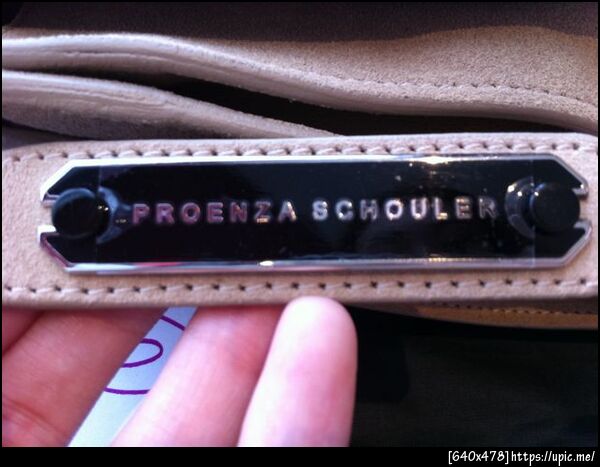 PROENZA SCHOULER
[640x478]https://upic.me/